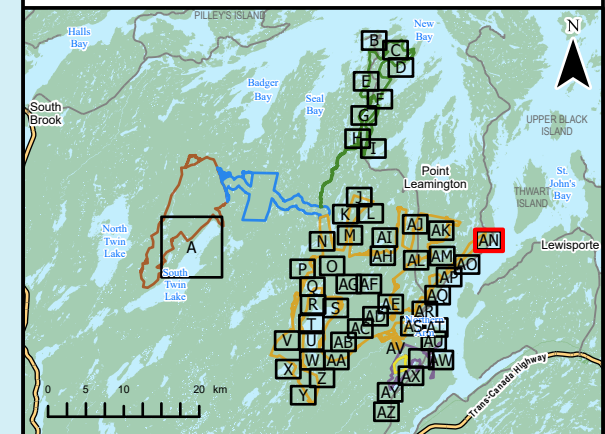 PILLEY'S ISLAND
Halls
Bay
New
Bay
N
B
C
D
Badger
Bay
Seal
Bay
E
F
G
H
I
South
Brook
UPPER BLACK
ISLAND
Point
Leamington
St.
John's
Bay
THWART
ISLAND
J
K
L
AJ
AK
M
N
AI
AN
Lewisporte
North
Twin
Lake
A
AH
AL
AM
AO
South
Twin
Lake
P
O
AP
Q
AG
AF
AQ
R
S
AE
AR
AD
T
AC
AS
AT
V
U
AB
AV
AU
W
AA
AW
X
Z
AX
Y
AY
AZ
0
5
10
20
km
Trans-Canada Highway